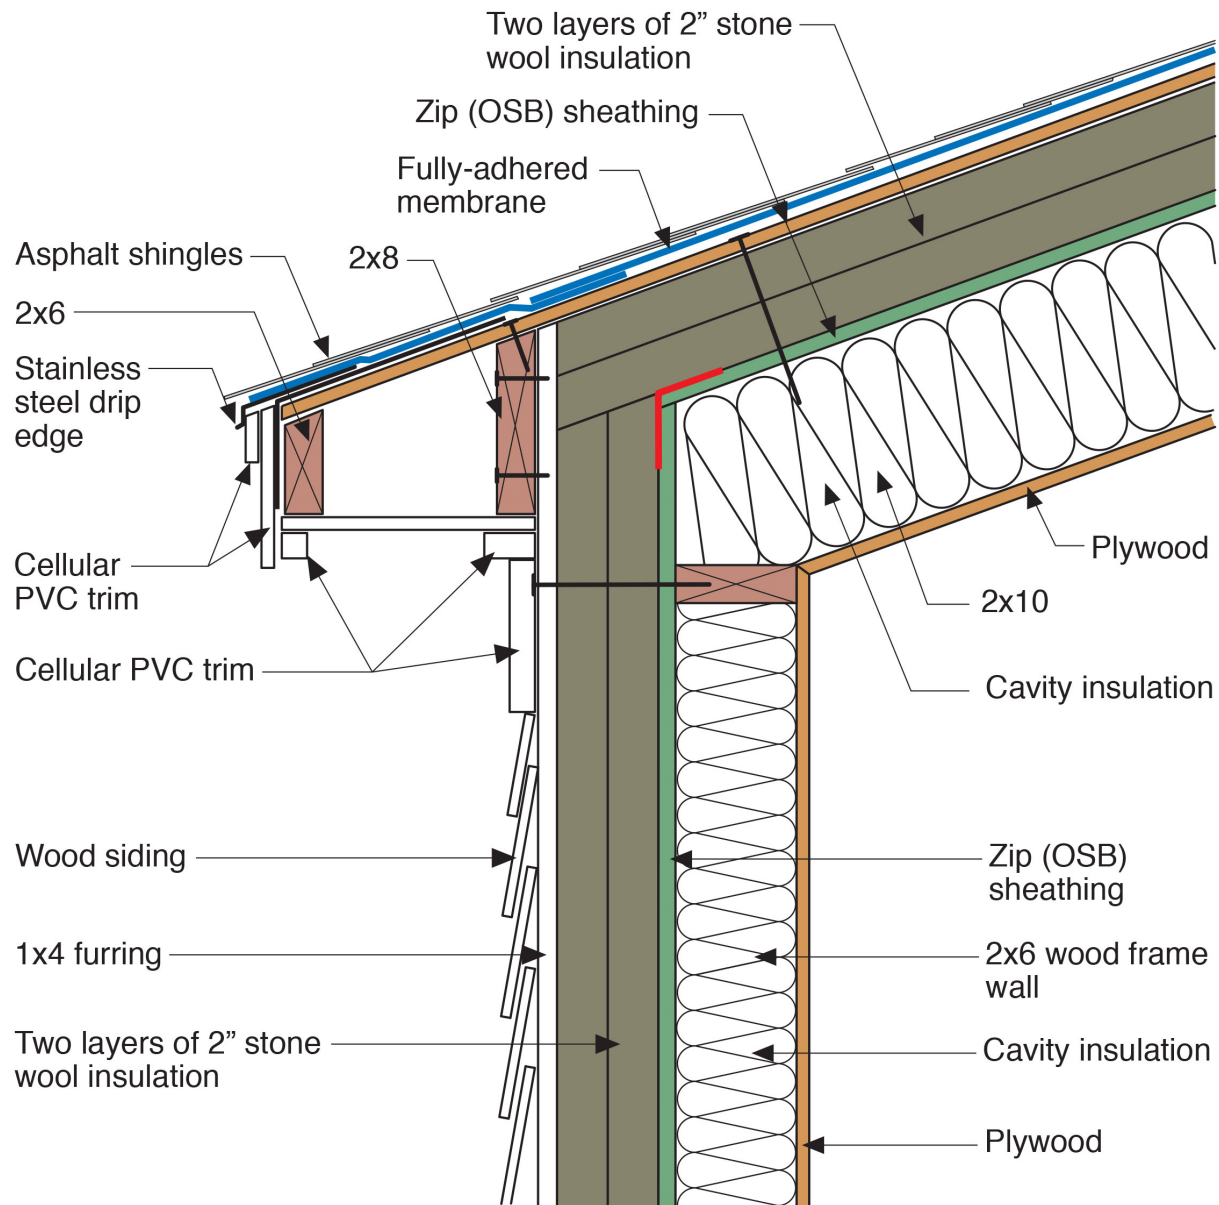 Two layers of 2” stone
wool insulation
Zip (OSB) sheathing
Fully-adhered
membrane
Asphalt shingles
2x8
2x6
Stainless
steel drip
edge
Plywood
Cellular
PVC trim
2x10
Cellular PVC trim
Cavity insulation
Wood siding
Zip (OSB)
sheathing
1x4 furring
2x6 wood frame
wall
Two layers of 2” stone
wool insulation
Cavity insulation
Plywood